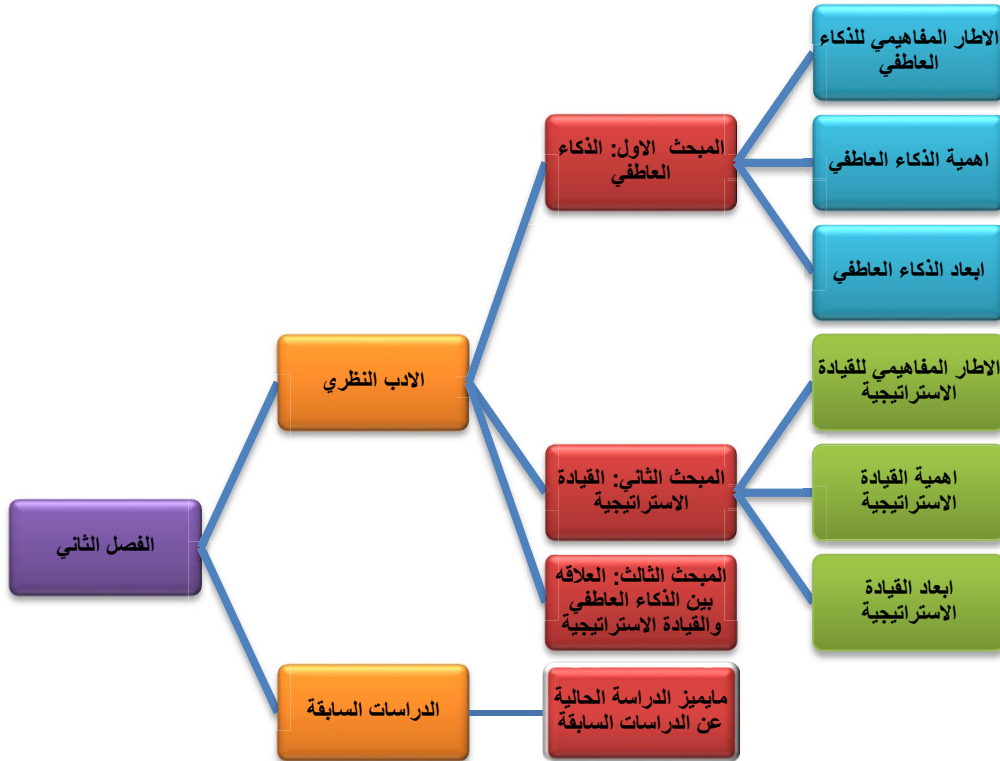 الفصل الثاني
الادب النظري
المبحث الاول: الذكاء
العاطفي
الاطار المفاهيمي للذكاء
العاطفي
اهمية الذكاء العاطفي
ابعاد الذكاء العاطفي
المبحث الثاني: القيادة
الاستراتيجية
الاطار المفاهيمي للقيادة
الاستراتيجية
اهمية القيادة
الاستراتيجية
ابعاد القيادة
الاستراتيجية
المبحث الثالث: العلاقه
بين الذكاء العاطفي
والقيادة الاستراتيجية
الدراسات السابقة
مايميز الدراسة الحالية
عن الدراسات السابقة